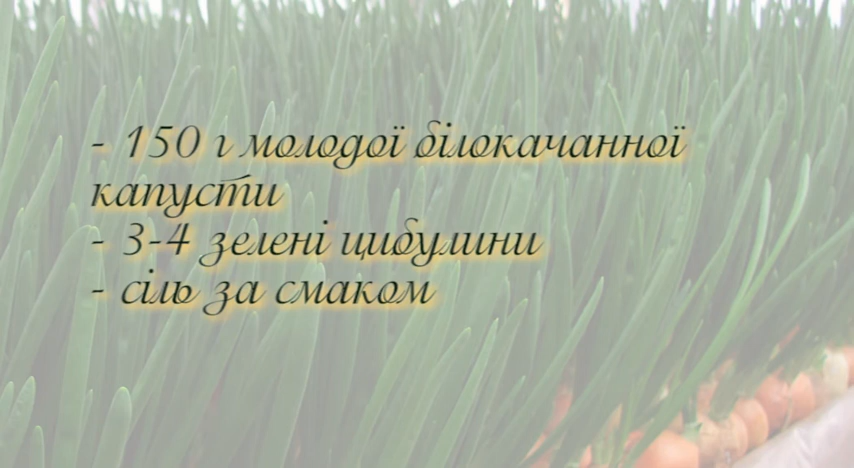 - 150 г молодої білокачанної
капусти
- 3-4 зелені цибулини
- сіль за смаком